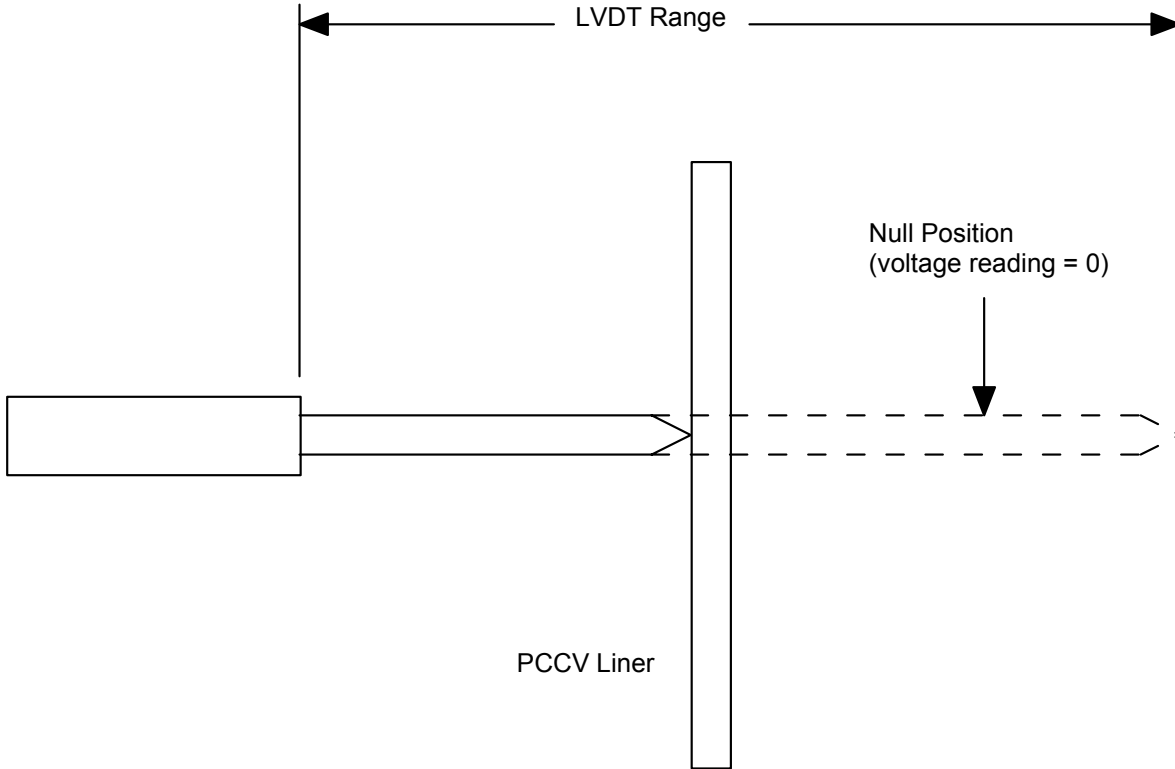 LVDT Range
Null Position
(voltage reading = 0)
PCCV Liner